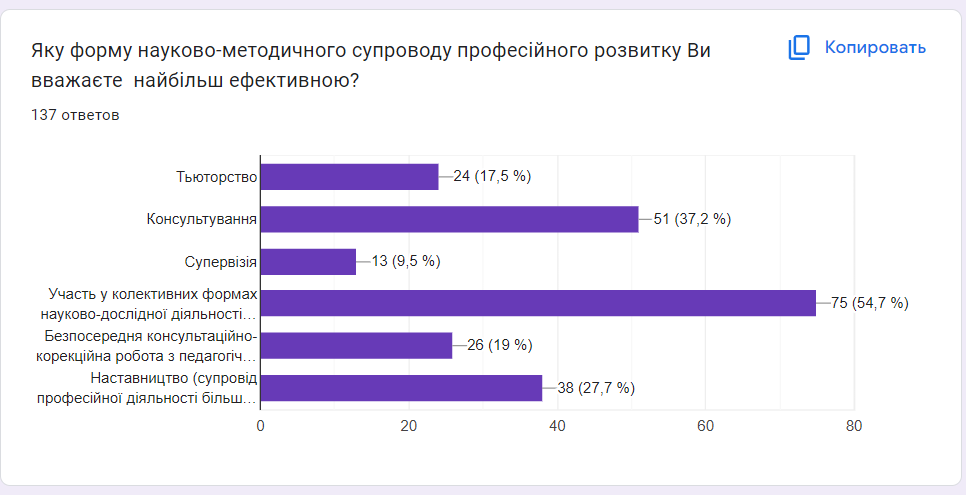 Яку форму науково-методичного супроводу професійного розвитку Ви
вважаєте найбільш ефективною?
Копировать
137 ответов
Тьюторство
24 (17,5 %)
Консультування
51 (37,2 %)
Супервізія
13 (9,5 %)
Участь у колективних формах
науково-дослідної діяльності…
75 (54,7 %)
Безпосередня консультаційно-
корекційна робота з педагогіч…
26 (19 %)
Наставництво (супровід
професійної діяльності більш…
38 (27,7 %)
0 20 40 60 80